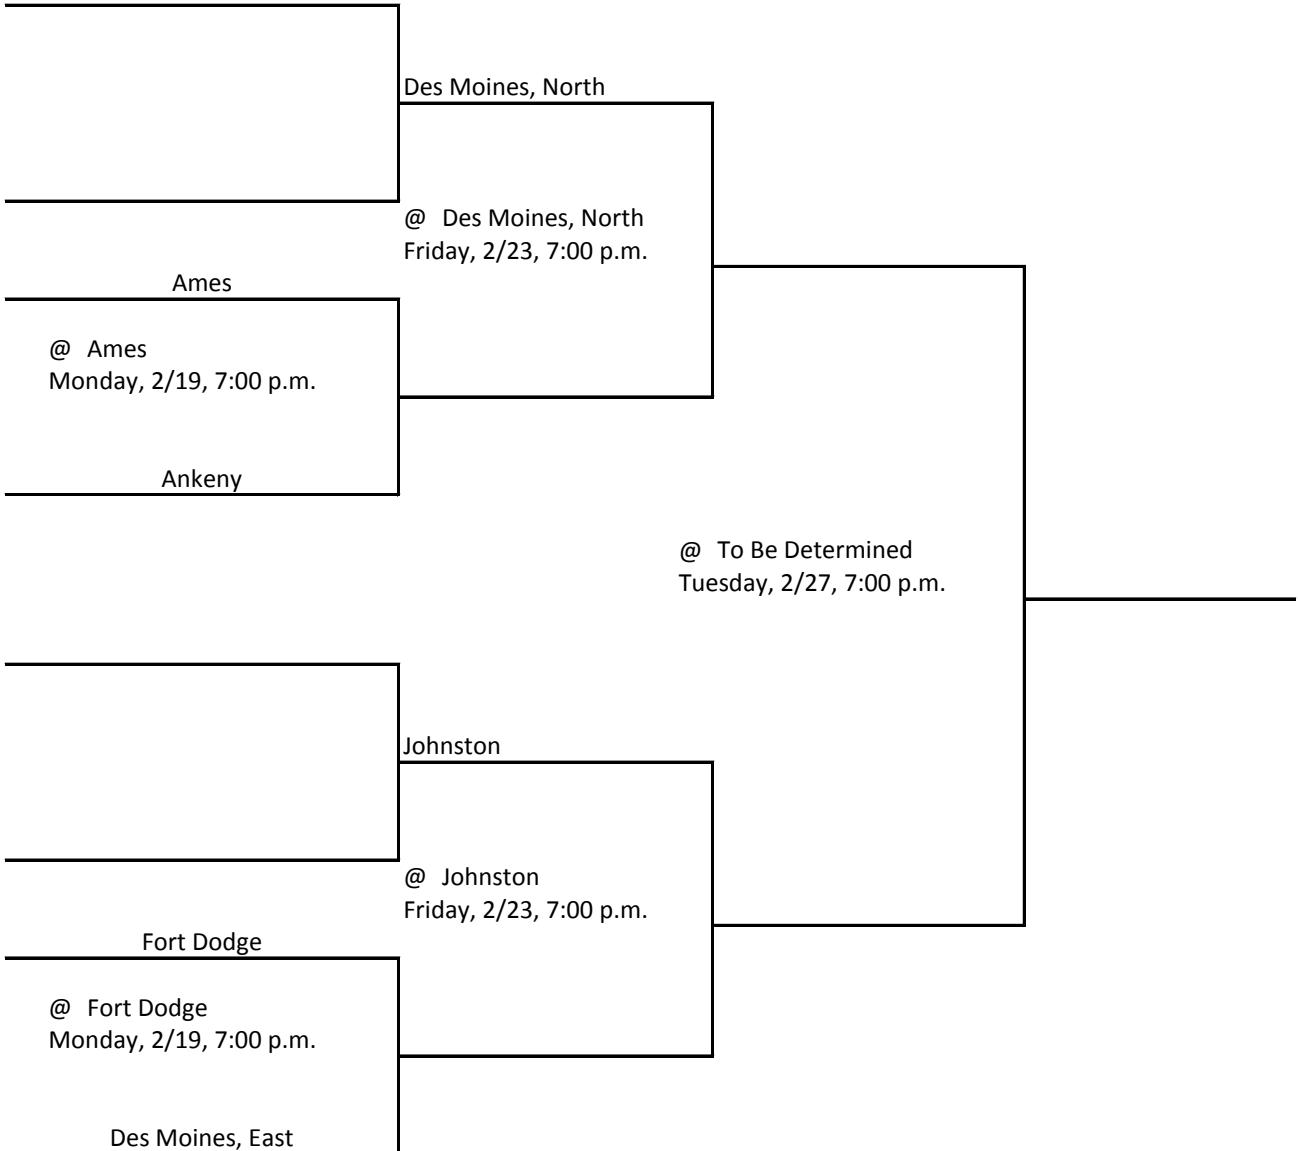 Des Moines, North
@ Des Moines, North
Friday, 2/23, 7:00 p.m.
Ames
@ Ames
Monday, 2/19, 7:00 p.m.
Ankeny
@ To Be Determined
Tuesday, 2/27, 7:00 p.m.
Johnston
@ Johnston
Friday, 2/23, 7:00 p.m.
Fort Dodge
@ Fort Dodge
Monday, 2/19, 7:00 p.m.
Des Moines, East